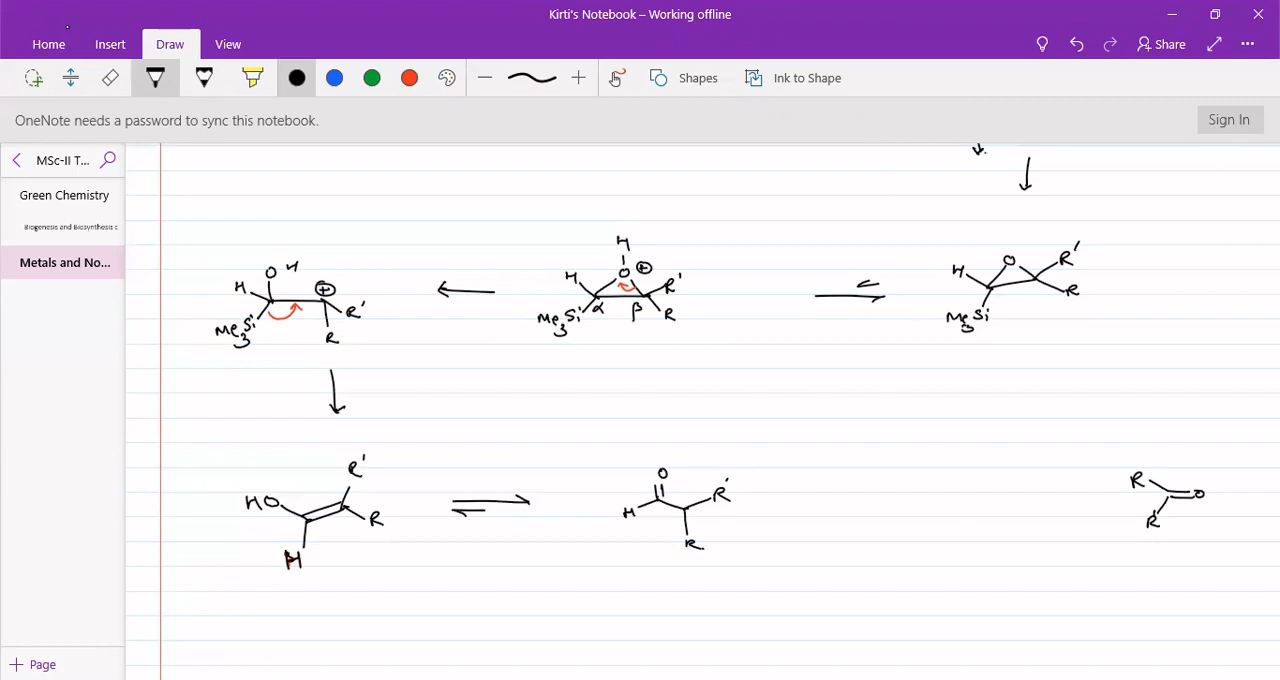 Kirti's Notebook – Working offline
Home Insert Draw View
Share
Shapes Ink to Shape
OneNote needs a password to sync this notebook.
Sign In
MSc-II T...
Green Chemistry
Biogenesis and Biosynthesis
Metals and No...
Page
H O H ⊕ Me3Si R' R
H O ⊕ H Me3Si α β R' R
H O R' R Me3Si
HO R' R H
O H R' R
R R' O